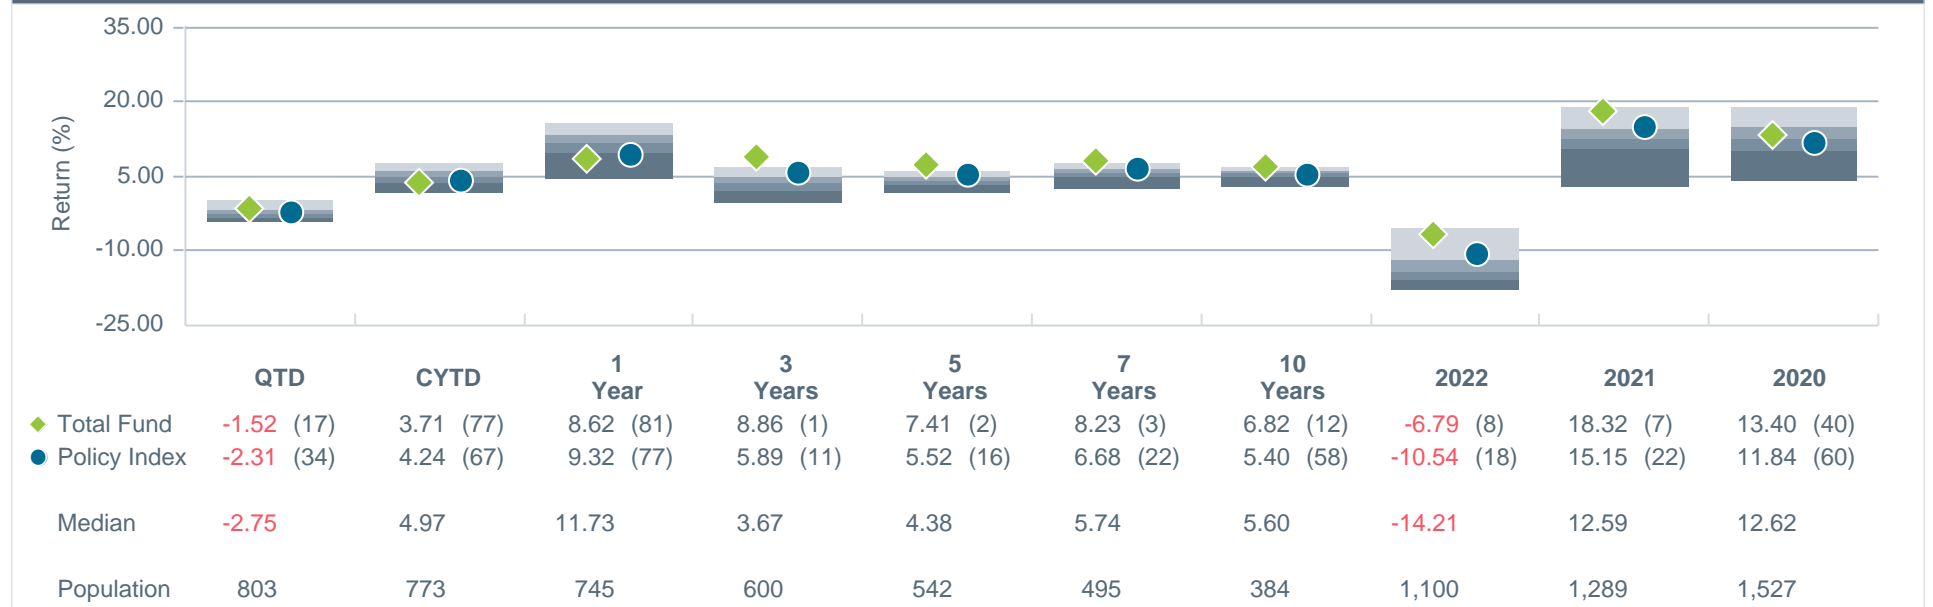 35.00
20.00
5.00
-10.00
-25.00
Return (%)
QTD CYTD 1 Year 3 Years 5 Years 7 Years 10 Years 2022 2021 2020
Total Fund -1.52 (17) 3.71 (77) 8.62 (81) 8.86 (1) 7.41 (2) 8.23 (3) 6.82 (12) -6.79 (8) 18.32 (7) 13.40 (40)
Policy Index -2.31 (34) 4.24 (67) 9.32 (77) 5.89 (11) 5.52 (16) 6.68 (22) 5.40 (58) -10.54 (18) 15.15 (22) 11.84 (60)
Median -2.75 4.97 11.73 3.67 4.38 5.74 5.60 -14.21 12.59 12.62
Population 803 773 745 600 542 495 384 1,100 1,289 1,527